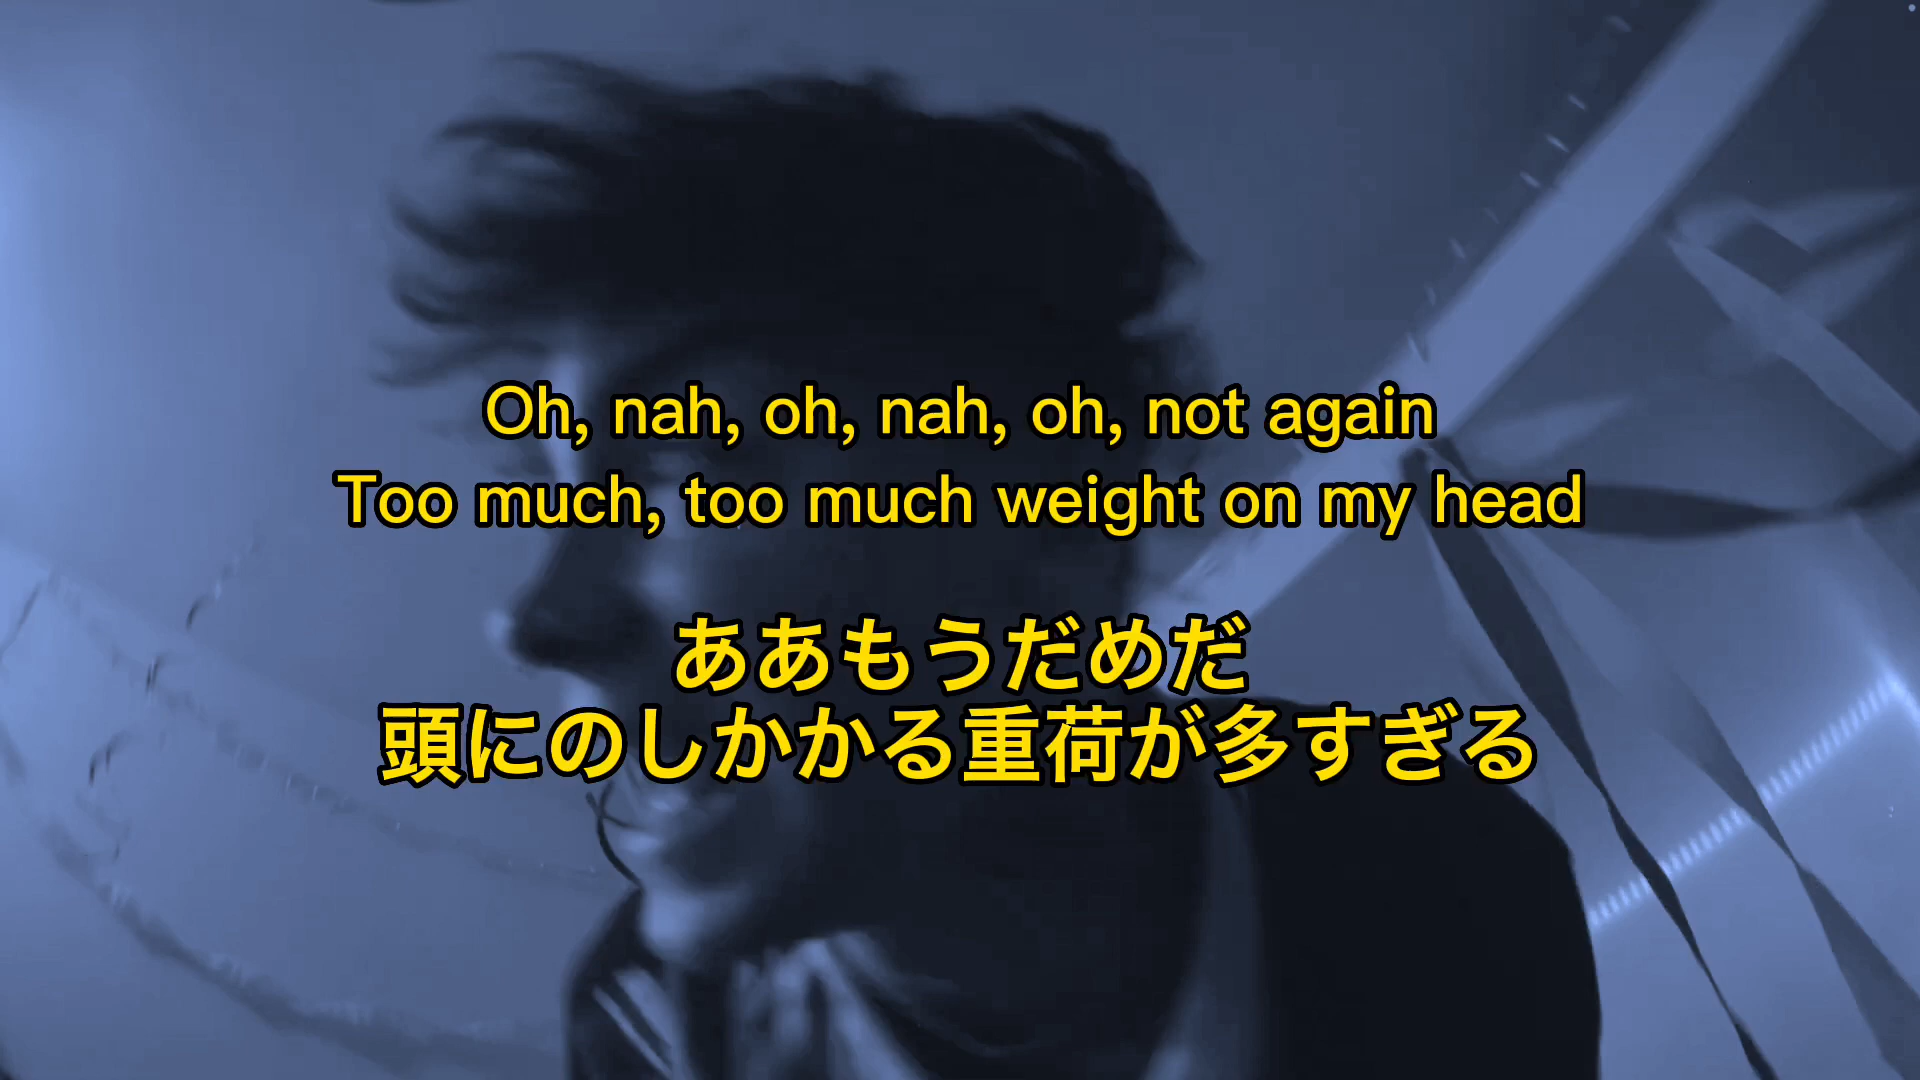 Oh, nah, oh, nah, oh, not again
Too much, too much weight on my head
ああもうだめだ
頭にのしかかる重荷が多すぎる